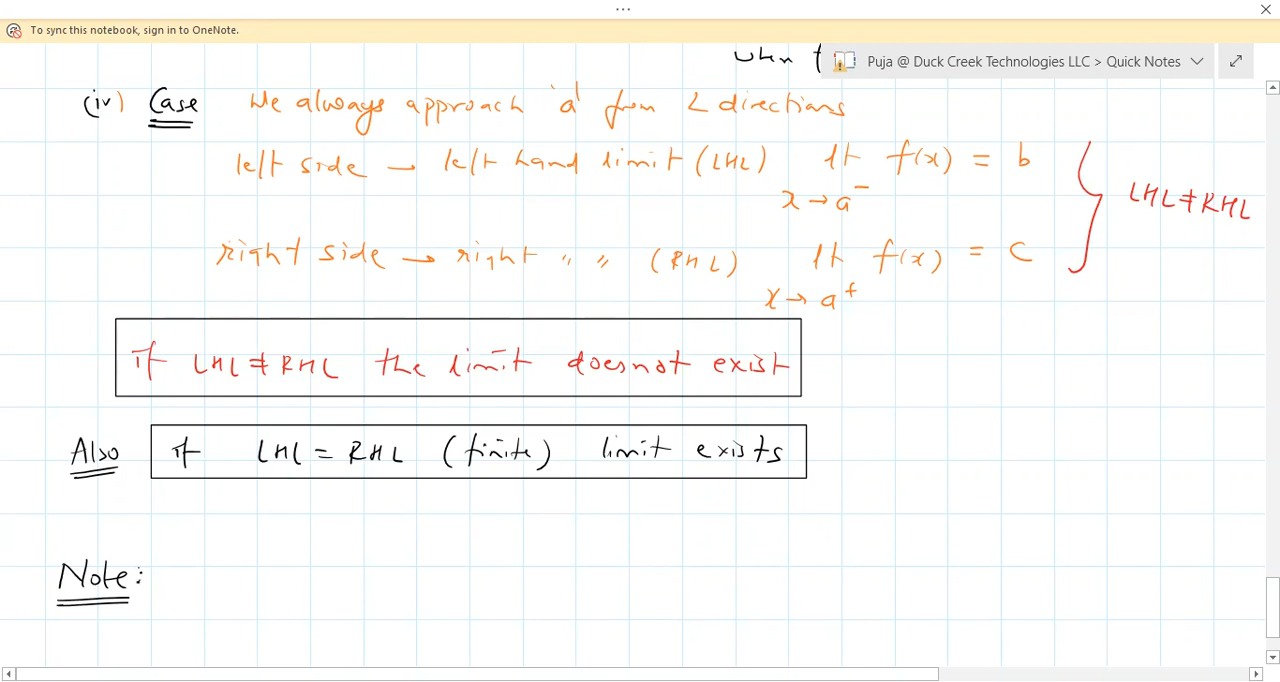 ...
To sync this notebook, sign in to OneNote.
when
Puja @ Duck Creek Technologies LLC > Quick Notes
(iv) Case We always approach 'a' from 2 directions
left side → left hand limit (LHL) lt f(x) = b
x → a⁻
LHL ≠ RHL
right side → right " " (RHL) lt f(x) = c
x → a⁺
If LHL ≠ RHL the limit doesnot exist
Also If LHL = RHL (finite) limit exists
Note: